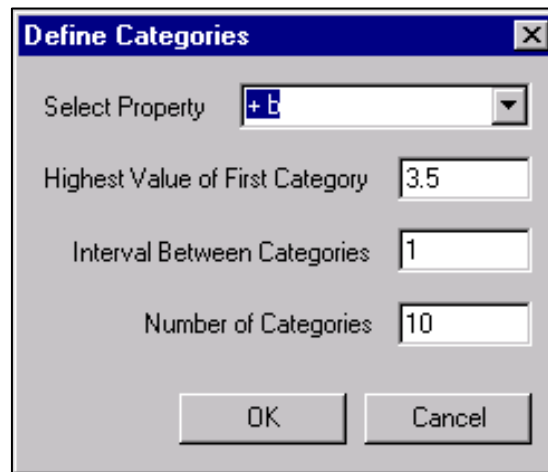 Define Categories
Select Property + b
Highest Value of First Category 3.5
Interval Between Categories 1
Number of Categories 10
OK Cancel